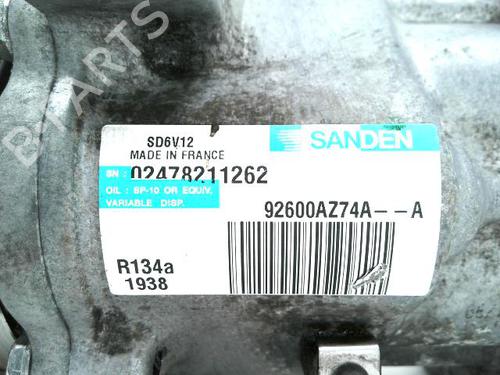 SD6V12
MADE IN FRANCE
SANDEN
SN : 02478211262
OIL : SP-10 OR EQUIV.
VARIABLE DISP.
92600AZ74A--A
R134a
1938
B-PARTS